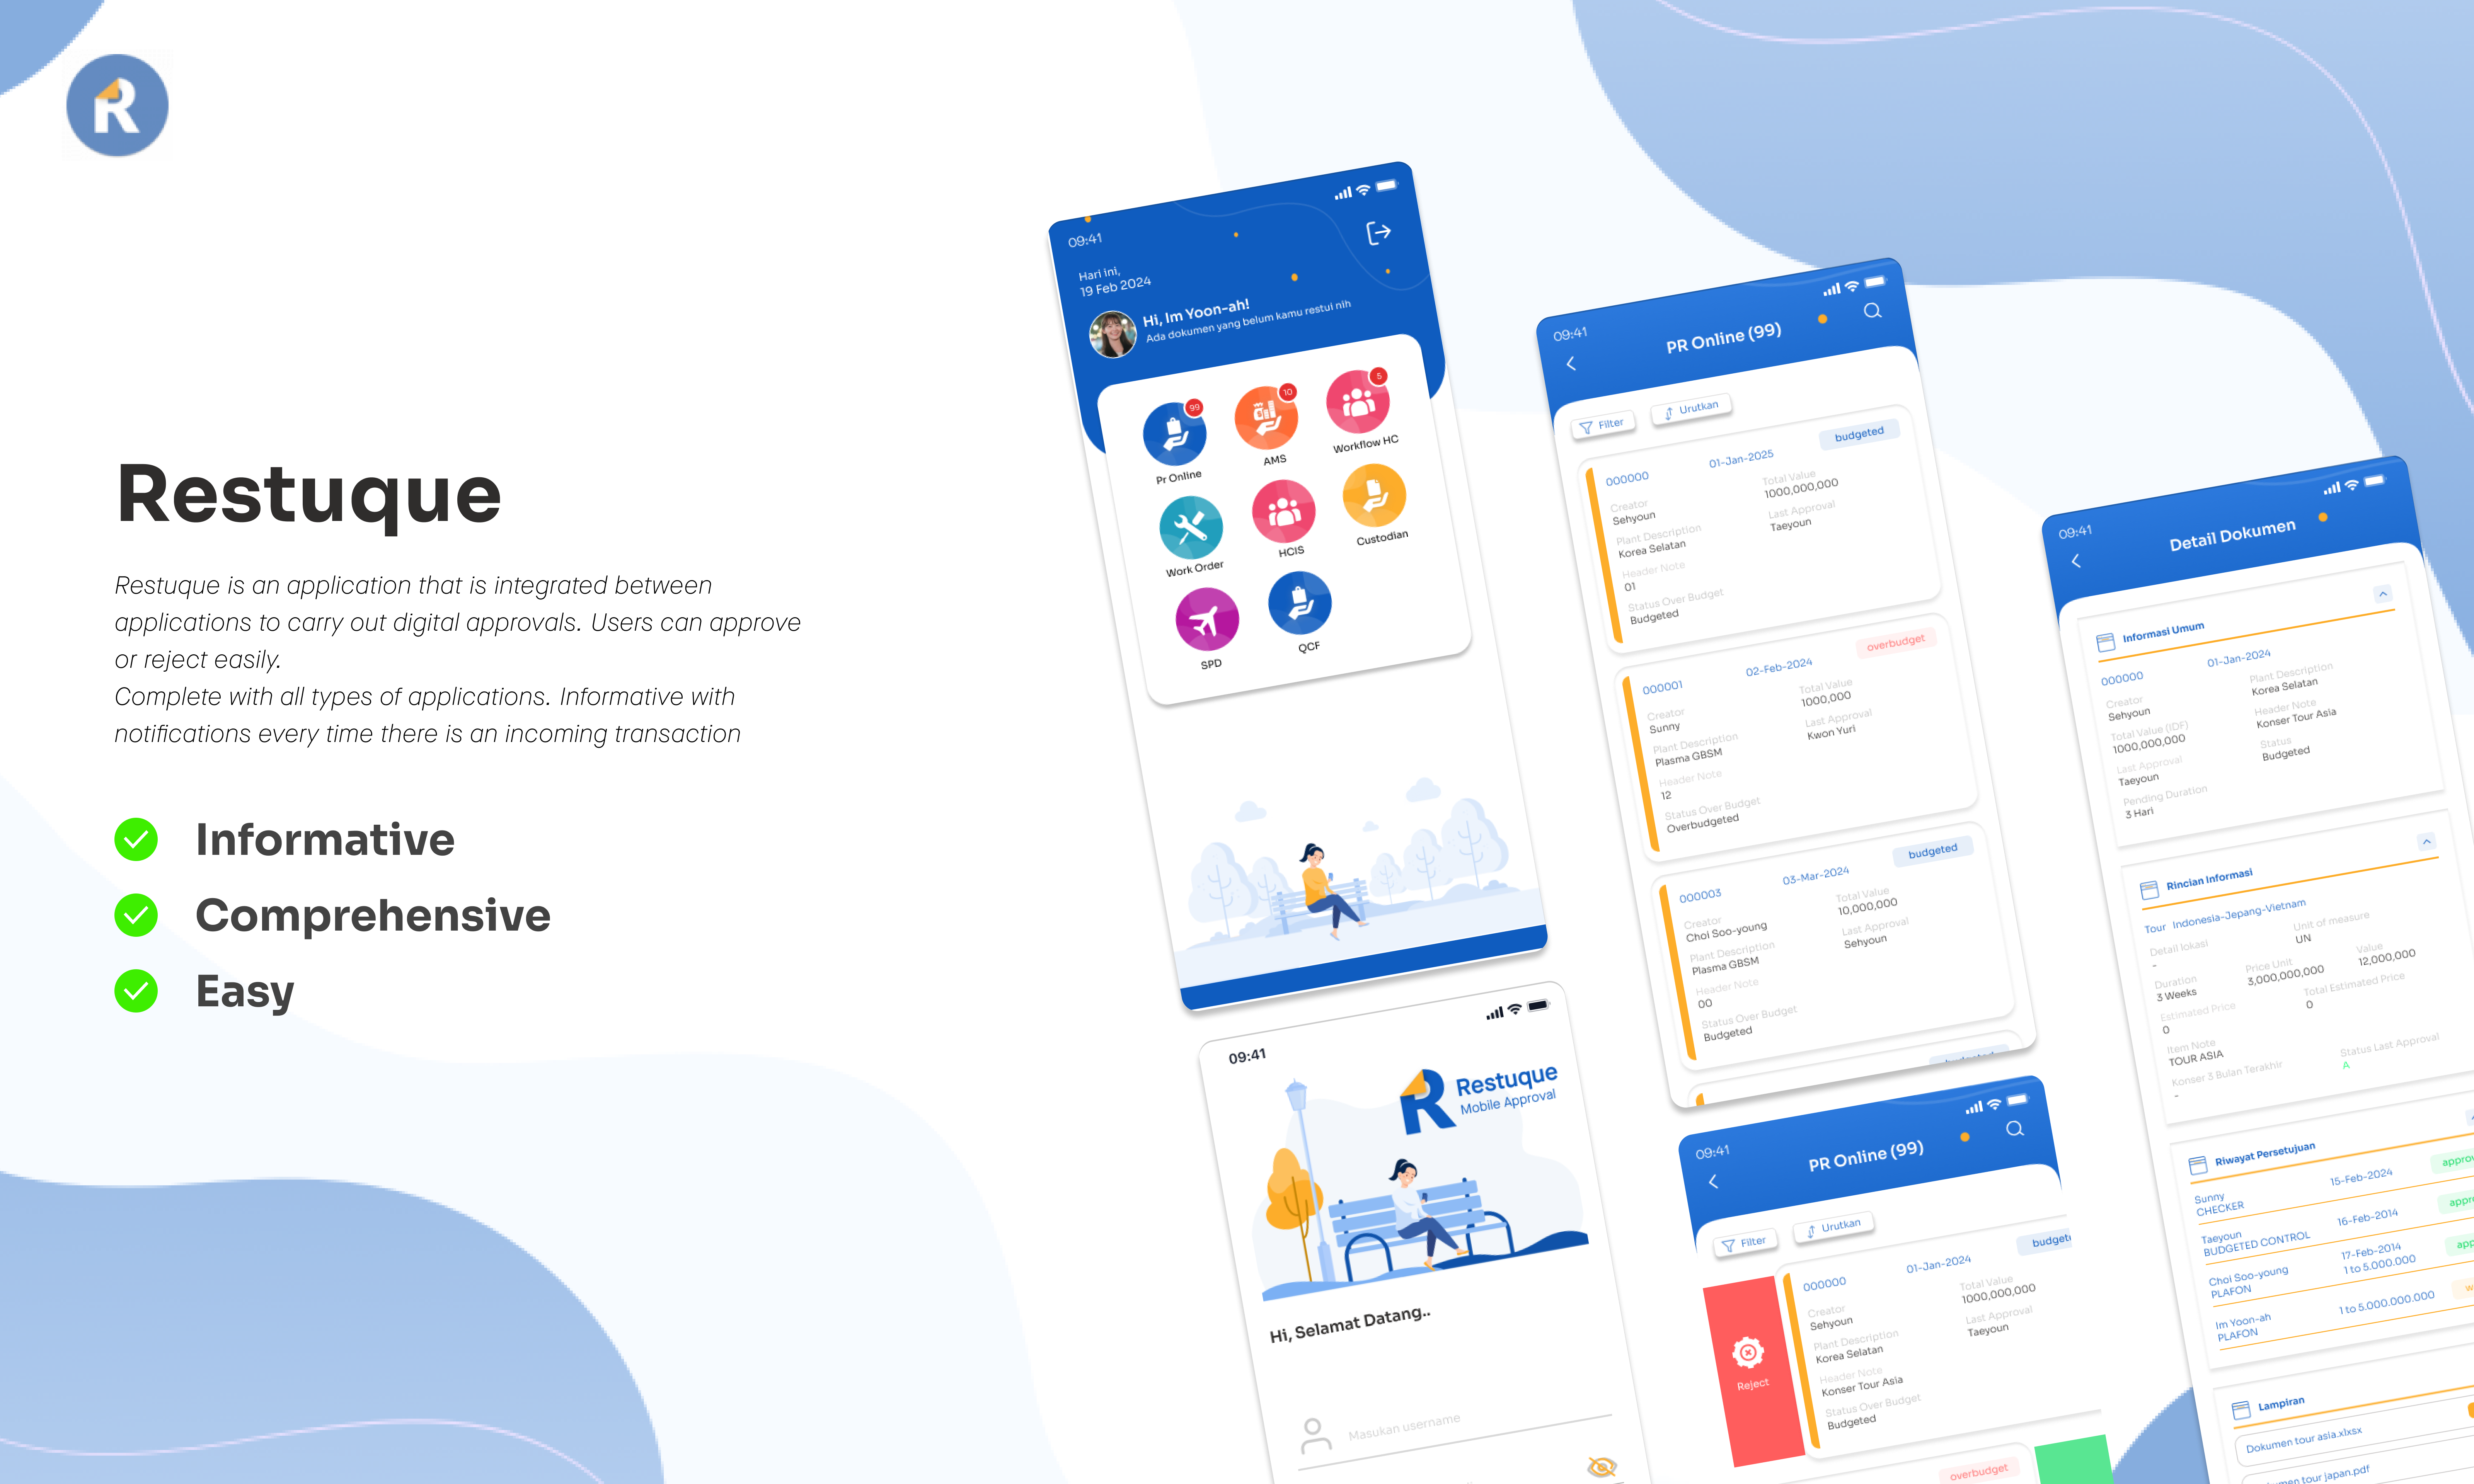 Restuque
Restuque is an application that is integrated between
applications to carry out digital approvals. Users can approve
or reject easily.
Complete with all types of applications. Informative with
notifications every time there is an incoming transaction
Informative
Comprehensive
Easy
09:41
Hari ini,
19 Feb 2024
Hi, Im Yoon-ah!
Ada dokumen yang belum kamu restui nih
99
10
5
Pr Online
AMS
Workflow HC
Work Order
HCIS
Custodian
SPD
QCF
09:41
Restuque
Mobile Approval
Hi, Selamat Datang..
Masukan username
09:41
PR Online (99)
Filter
Urutkan
000000
01-Jan-2025
budgeted
Creator
Sehyoun
Total Value
1000,000,000
Plant Description
Korea Selatan
Last Approval
Taeyoun
Header Note
01
Status Over Budget
Budgeted
000001
02-Feb-2024
overbudget
Creator
Sunny
Total Value
1000,000
Plant Description
Plasma GBSM
Last Approval
Kwon Yuri
Header Note
12
Status Over Budget
Overbudgeted
000003
03-Mar-2024
budgeted
Creator
Choi Soo-young
Total Value
10,000,000
Plant Description
Plasma GBSM
Last Approval
Sehyoun
Header Note
00
Status Over Budget
Budgeted
09:41
PR Online (99)
Filter
Urutkan
Reject
000000
01-Jan-2024
budget
Creator
Sehyoun
Total Value
1000,000,000
Plant Description
Korea Selatan
Last Approval
Taeyoun
Header Note
Konser Tour Asia
Status Over Budget
Budgeted
overbudget
09:41
Detail Dokumen
Informasi Umum
000000
01-Jan-2024
Creator
Sehyoun
Plant Description
Korea Selatan
Total Value (IDF)
1000,000,000
Header Note
Konser Tour Asia
Last Approval
Taeyoun
Status
Budgeted
Pending Duration
3 Hari
Rincian Informasi
Tour Indonesia-Jepang-Vietnam
Detail lokasi
-
Unit of measure
UN
Duration
3 Weeks
Price Unit
3,000,000,000
Value
12,000,000
Estimated Price
0
Total Estimated Price
0
Item Note
TOUR ASIA
Konser 3 Bulan Terakhir
-
Status Last Approval
A
Riwayat Persetujuan
Sunny
CHECKER
15-Feb-2024
approv
Taeyoun
BUDGETED CONTROL
16-Feb-2014
appr
Choi Soo-young
PLAFON
17-Feb-2014
1 to 5.000.000
app
Im Yoon-ah
PLAFON
1 to 5.000.000.000
w
Lampiran
Dokumen tour asia.xlxsx
men tour japan.pdf